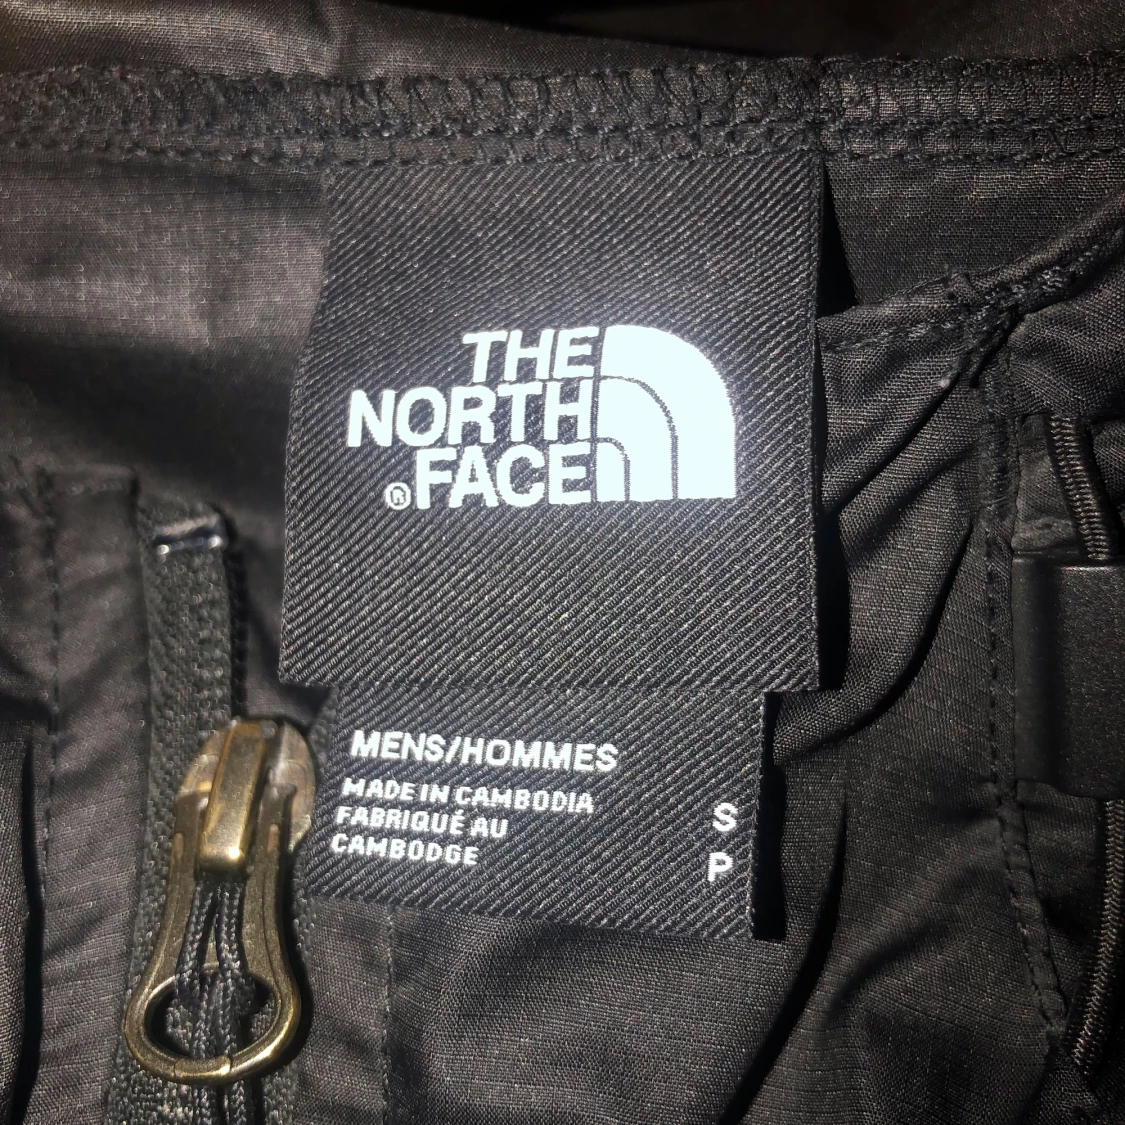 THE
NORTH
®FACE
MENS/HOMMES
MADE IN CAMBODIA
FABRIQUÉ AU
CAMBODGE
S
P